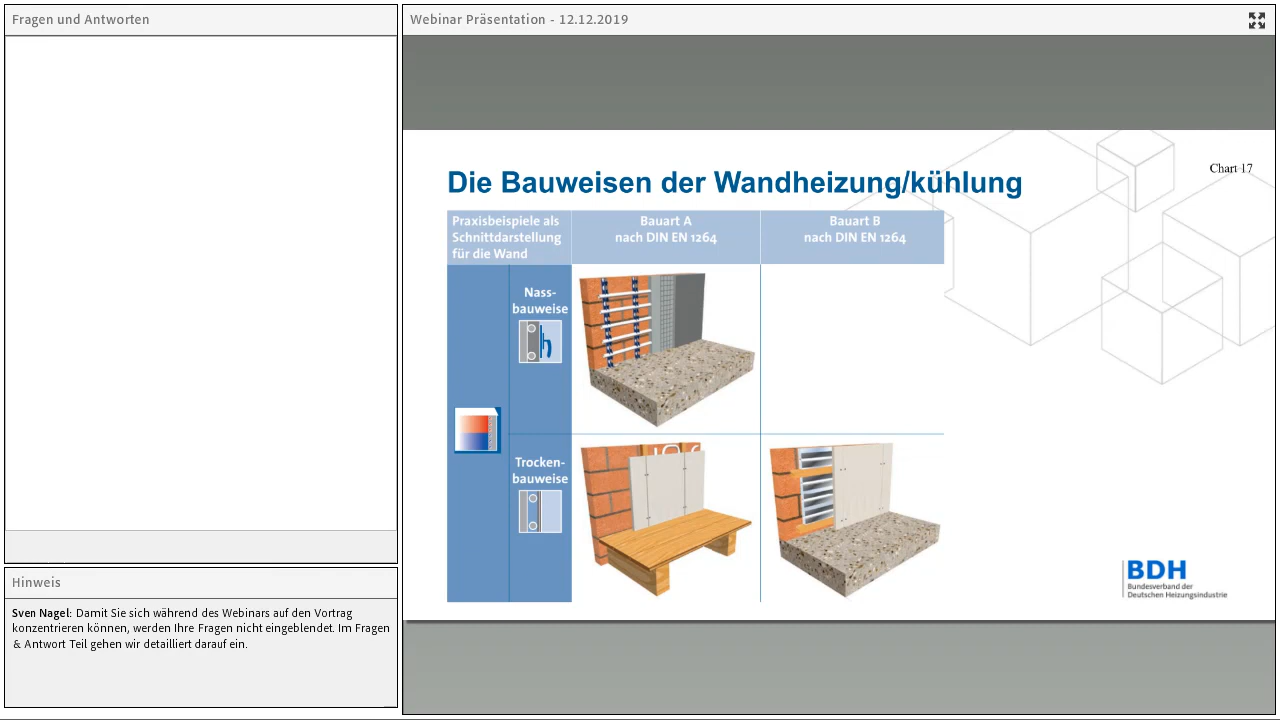 Fragen und Antworten
Hinweis
Sven Nagel: Damit Sie sich während des Webinars auf den Vortrag
konzentrieren können, werden Ihre Fragen nicht eingeblendet. Im Fragen
& Antwort Teil gehen wir detailliert darauf ein.
Webinar Präsentation - 12.12.2019
Chart 17
Die Bauweisen der Wandheizung/kühlung
Praxisbeispiele als
Schnittdarstellung
für die Wand
Bauart A
nach DIN EN 1264
Bauart B
nach DIN EN 1264
Nass-
bauweise
Trocken-
bauweise
BDH
Bundesverband der
Deutschen Heizungsindustrie